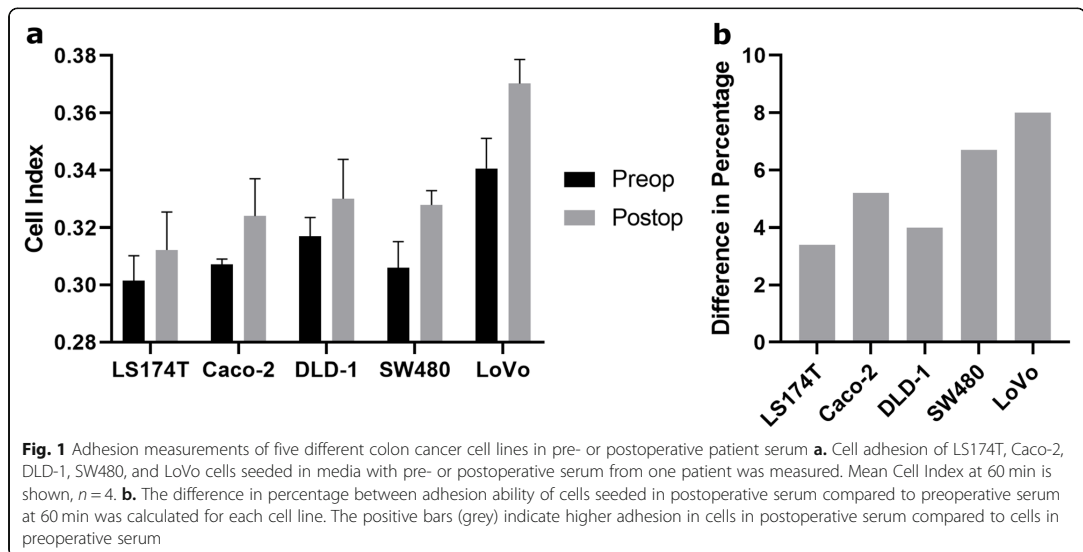 a
0.38
0.36
0.34
0.32
0.30
0.28
Cell Index
LS174T Caco-2 DLD-1 SW480 LoVo
Preop
Postop
b
10
8
6
4
2
0
Difference in Percentage
LS174T
Caco-2
DLD-1
SW480
LoVo
Fig. 1 Adhesion measurements of five different colon cancer cell lines in pre- or postoperative patient serum a. Cell adhesion of LS174T, Caco-2,
DLD-1, SW480, and LoVo cells seeded in media with pre- or postoperative serum from one patient was measured. Mean Cell Index at 60 min is
shown, n = 4. b. The difference in percentage between adhesion ability of cells seeded in postoperative serum compared to preoperative serum
at 60 min was calculated for each cell line. The positive bars (grey) indicate higher adhesion in cells in postoperative serum compared to cells in
preoperative serum